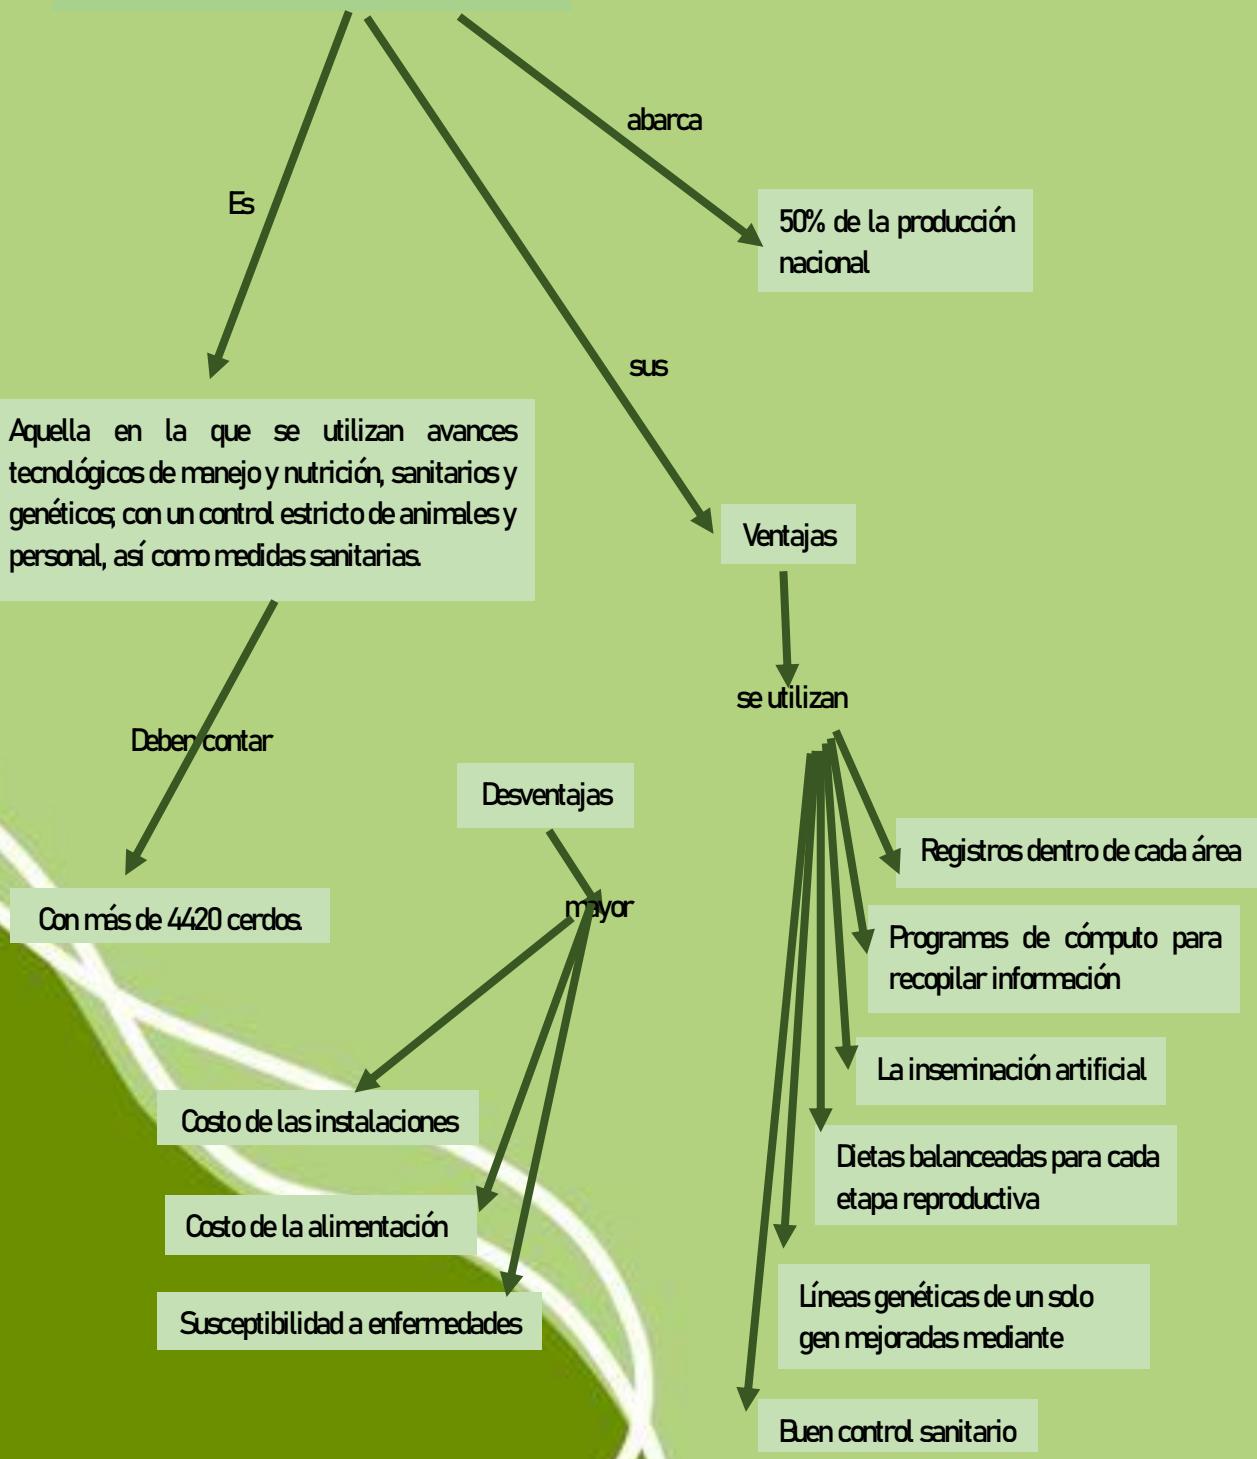 abarca
Es
50% de la producción
nacional
sus
Aquella en la que se utilizan avances
tecnológicos de manejo y nutrición, sanitarios y
genéticos; con un control estricto de animales y
personal, así como medidas sanitarias.
Ventajas
se utilizan
Deben contar
Desventajas
Registros dentro de cada área
mayor
Con más de 4420 cerdos.
Programas de cómputo para
recopilar información
La inseminación artificial
Costo de las instalaciones
Dietas balanceadas para cada
etapa reproductiva
Costo de la alimentación
Líneas genéticas de un solo
gen mejoradas mediante
Susceptibilidad a enfermedades
Buen control sanitario